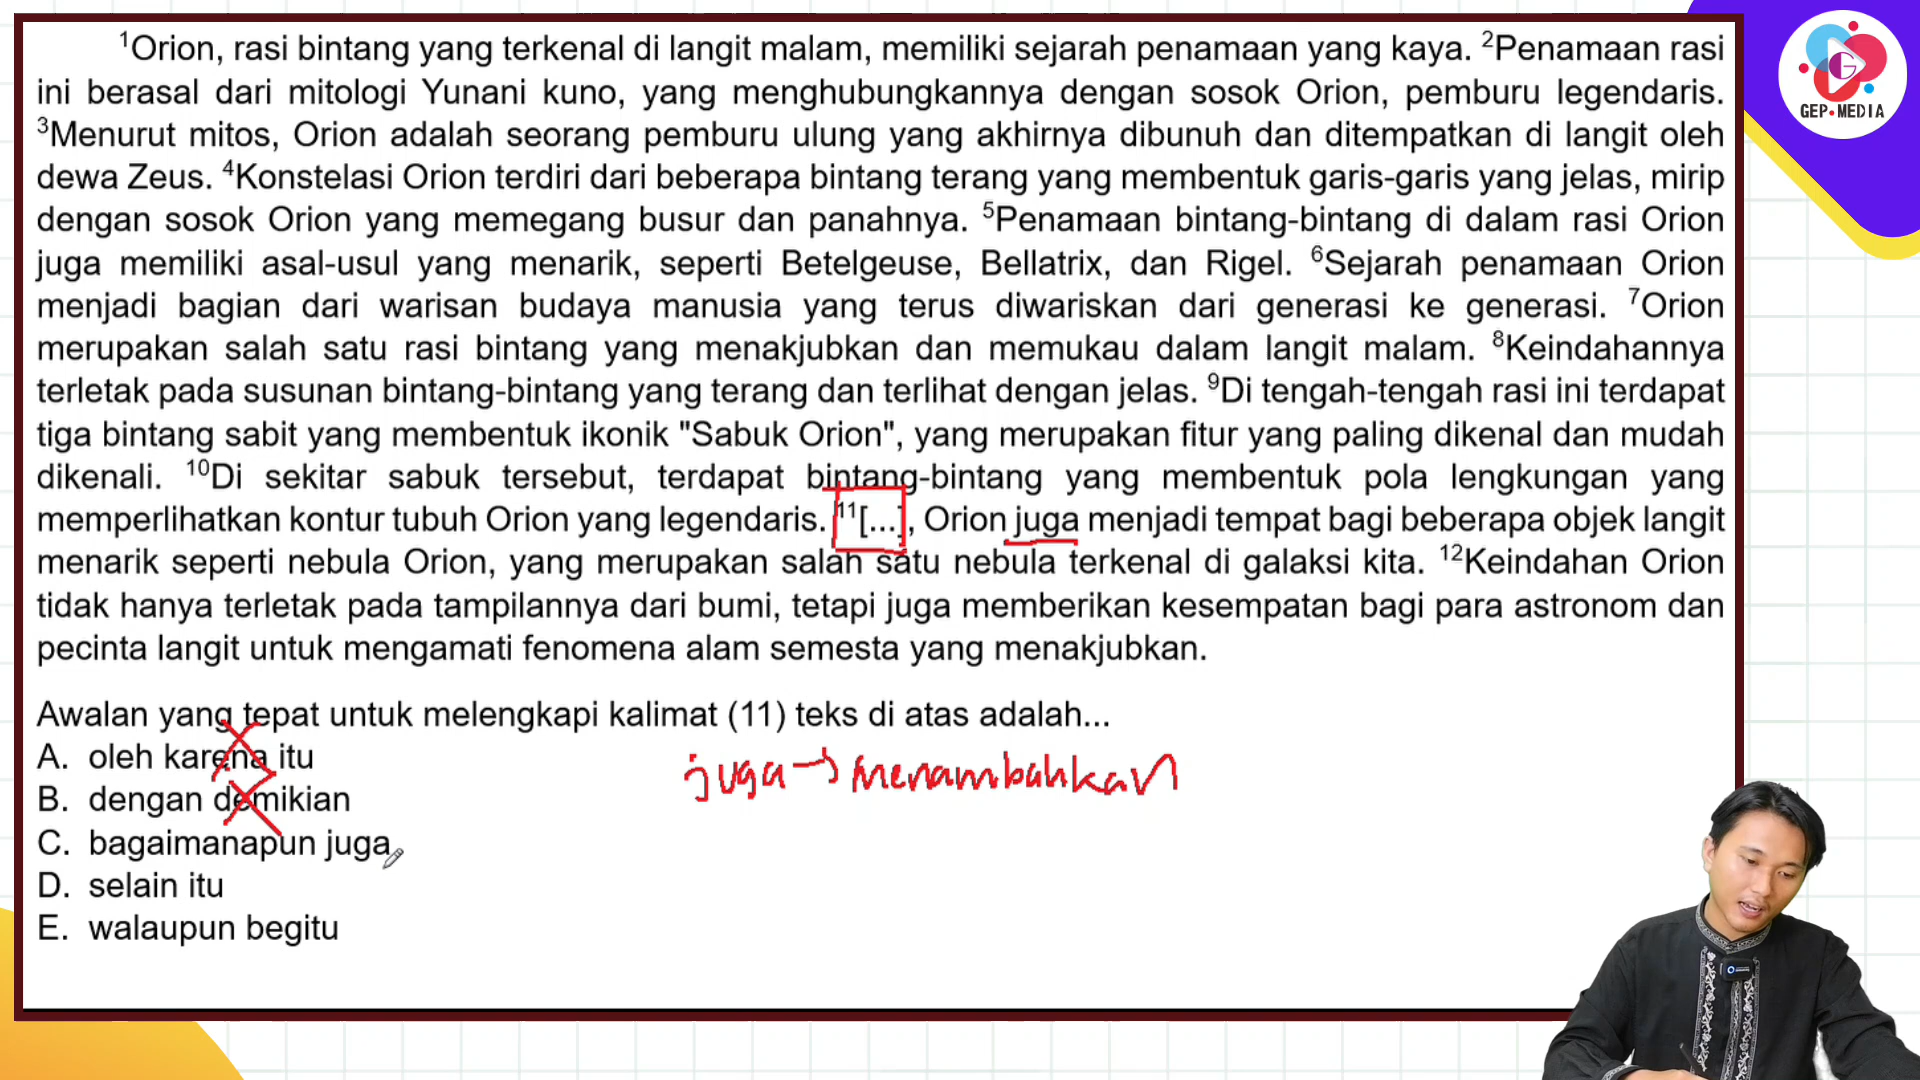 ¹Orion, rasi bintang yang terkenal di langit malam, memiliki sejarah penamaan yang kaya. ²Penamaan rasi
ini berasal dari mitologi Yunani kuno, yang menghubungkannya dengan sosok Orion, pemburu legendaris.
³Menurut mitos, Orion adalah seorang pemburu ulung yang akhirnya dibunuh dan ditempatkan di langit oleh
dewa Zeus. ⁴Konstelasi Orion terdiri dari beberapa bintang terang yang membentuk garis-garis yang jelas, mirip
dengan sosok Orion yang memegang busur dan panahnya. ⁵Penamaan bintang-bintang di dalam rasi Orion
juga memiliki asal-usul yang menarik, seperti Betelgeuse, Bellatrix, dan Rigel. ⁶Sejarah penamaan Orion
menjadi bagian dari warisan budaya manusia yang terus diwariskan dari generasi ke generasi. ⁷Orion
merupakan salah satu rasi bintang yang menakjubkan dan memukau dalam langit malam. ⁸Keindahannya
terletak pada susunan bintang-bintang yang terang dan terlihat dengan jelas. ⁹Di tengah-tengah rasi ini terdapat
tiga bintang sabit yang membentuk ikonik "Sabuk Orion", yang merupakan fitur yang paling dikenal dan mudah
dikenali. ¹⁰Di sekitar sabuk tersebut, terdapat bintang-bintang yang membentuk pola lengkungan yang
memperlihatkan kontur tubuh Orion yang legendaris. ¹¹[...], Orion juga menjadi tempat bagi beberapa objek langit
menarik seperti nebula Orion, yang merupakan salah satu nebula terkenal di galaksi kita. ¹²Keindahan Orion
tidak hanya terletak pada tampilannya dari bumi, tetapi juga memberikan kesempatan bagi para astronom dan
pecinta langit untuk mengamati fenomena alam semesta yang menakjubkan.
Awalan yang tepat untuk melengkapi kalimat (11) teks di atas adalah...
A. oleh karena itu
B. dengan demikian
C. bagaimanapun juga
D. selain itu
E. walaupun begitu
juga → menambahkan
G
GEP•MEDIA